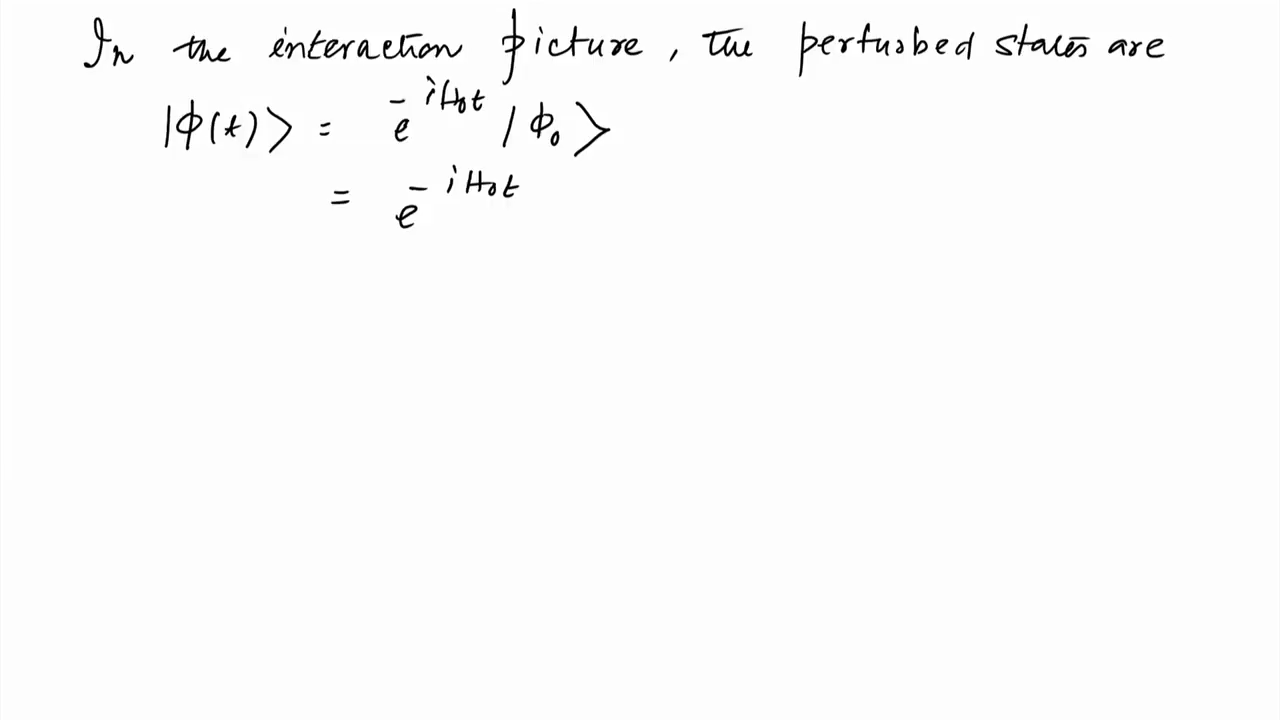 In the interaction picture, the perturbed states are
|ϕ(t)⟩ = e^{-iH₀t} |ϕ₀⟩
= e^{-iH₀t}